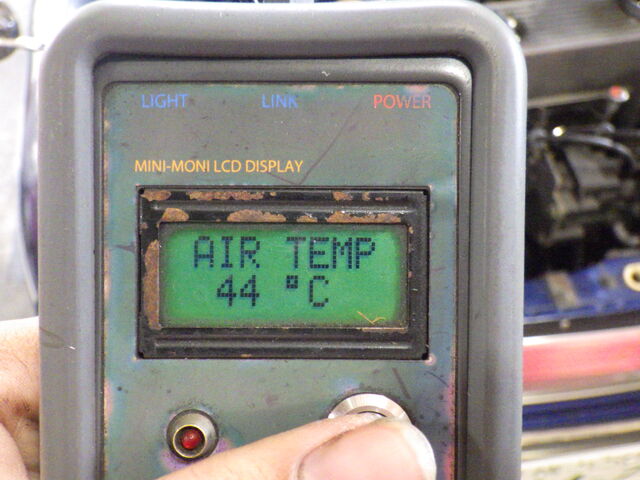 LIGHT LINK POWER
MINI-MONI LCD DISPLAY
AIR TEMP
44 °C